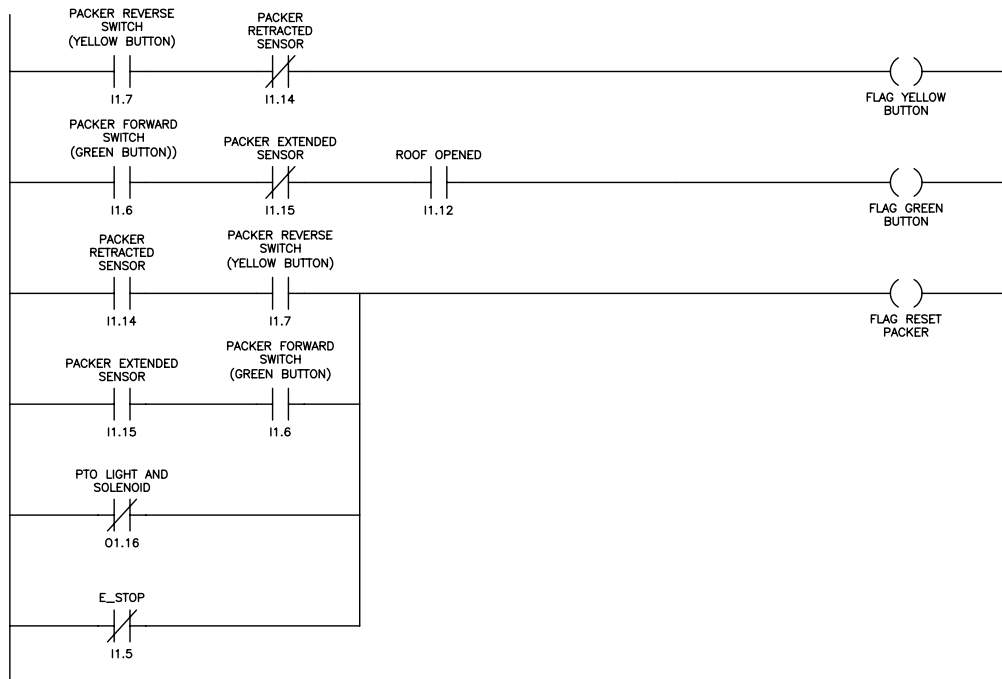 PACKER REVERSE
SWITCH
(YELLOW BUTTON)
I1.7
PACKER
RETRACTED
SENSOR
I1.14
FLAG YELLOW
BUTTON
PACKER FORWARD
SWITCH
(GREEN BUTTON))
I1.6
PACKER EXTENDED
SENSOR
I1.15
ROOF OPENED
I1.12
FLAG GREEN
BUTTON
PACKER
RETRACTED
SENSOR
I1.14
PACKER REVERSE
SWITCH
(YELLOW BUTTON)
I1.7
FLAG RESET
PACKER
PACKER EXTENDED
SENSOR
I1.15
PACKER FORWARD
SWITCH
(GREEN BUTTON)
I1.6
PTO LIGHT AND
SOLENOID
O1.16
E_STOP
I1.5